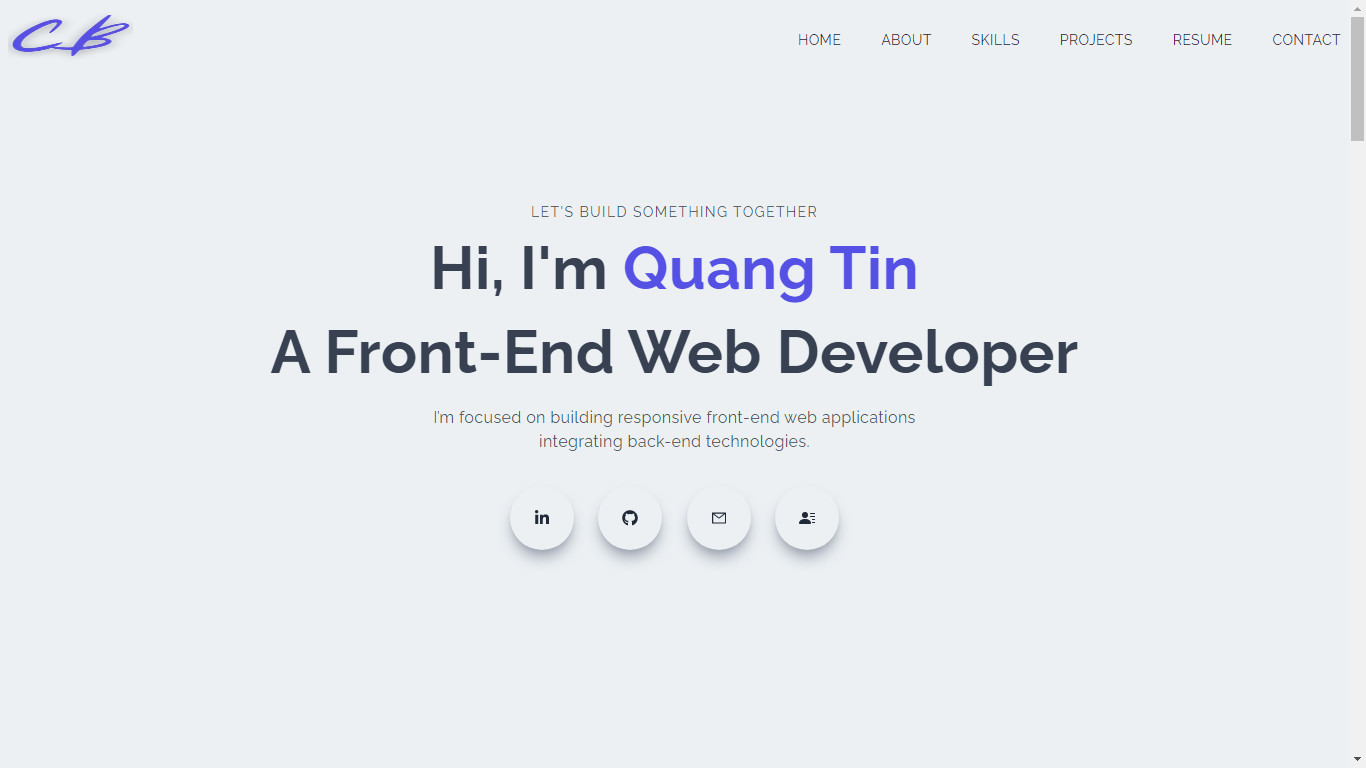 CB
HOME ABOUT SKILLS PROJECTS RESUME CONTACT
LET'S BUILD SOMETHING TOGETHER
Hi, I'm Quang Tin
A Front-End Web Developer
I'm focused on building responsive front-end web applications
integrating back-end technologies.
in